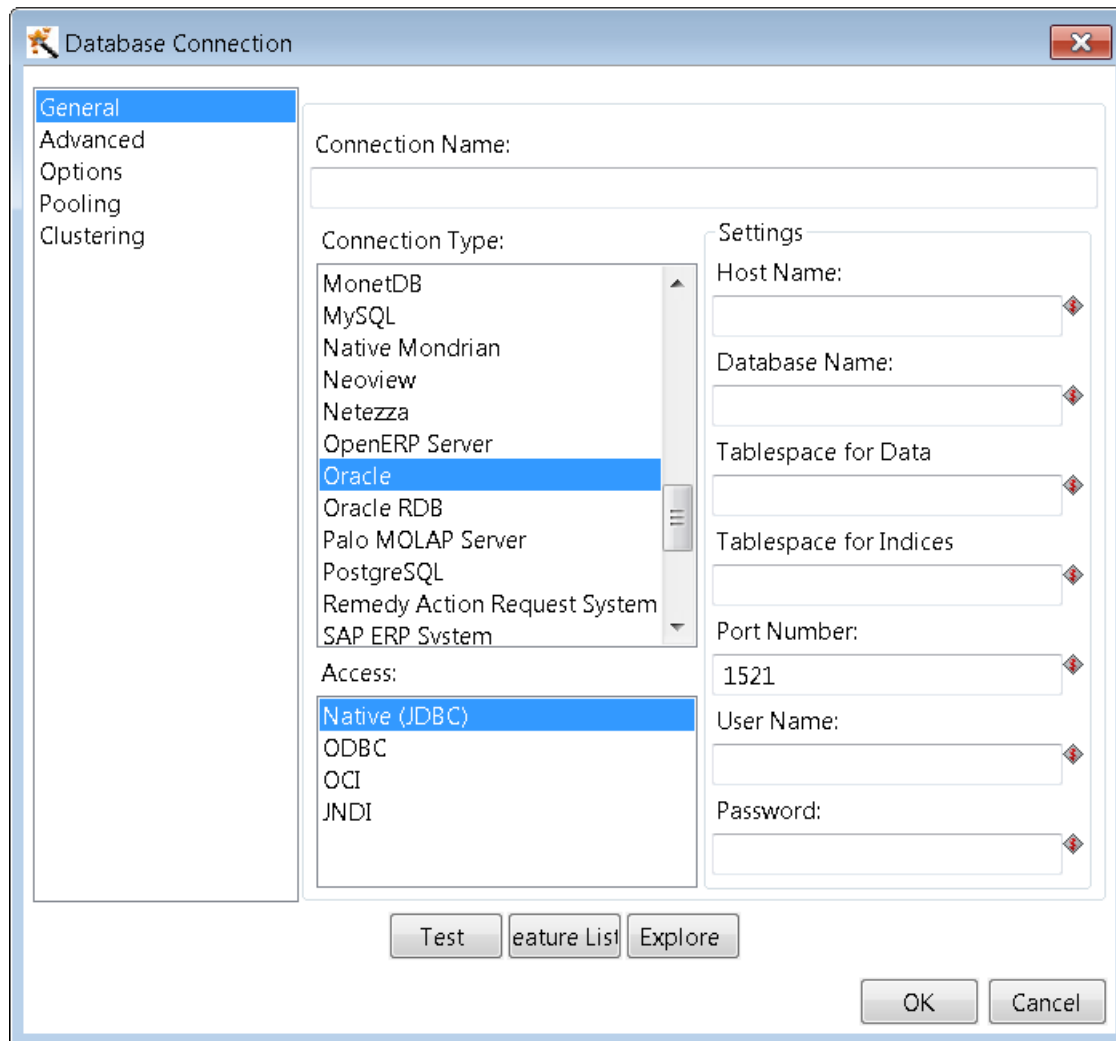 Database Connection
General
Advanced
Options
Pooling
Clustering
Connection Name:
Connection Type:
MonetDB
MySQL
Native Mondrian
Neoview
Netezza
OpenERP Server
Oracle
Oracle RDB
Palo MOLAP Server
PostgreSQL
Remedy Action Request System
SAP ERP System
Access:
Native (JDBC)
ODBC
OCI
JNDI
Settings
Host Name:
Database Name:
Tablespace for Data
Tablespace for Indices
Port Number:
1521
User Name:
Password:
Test
eature List
Explore
OK
Cancel